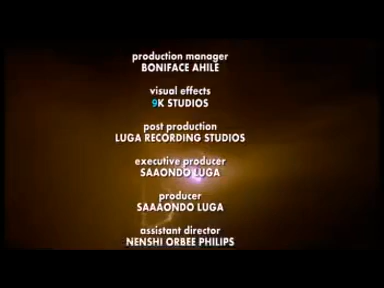 production manager
BONIFACE AHILE
visual effects
9K STUDIOS
post production
LUGA RECORDING STUDIOS
executive producer
SAAONDO LUGA
producer
SAAAONDO LUGA
assistant director
NENSHI ORBEE PHILIPS